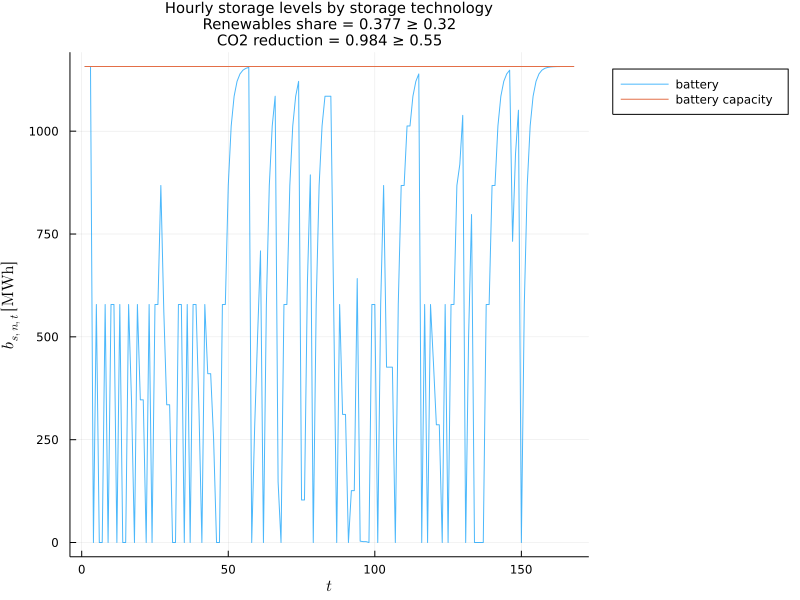 Hourly storage levels by storage technology
Renewables share = 0.377 ≥ 0.32
CO2 reduction = 0.984 ≥ 0.55
battery
battery capacity
b_{s, n, t} [MWh]
1000
750
500
250
0
0 50 100 150
t